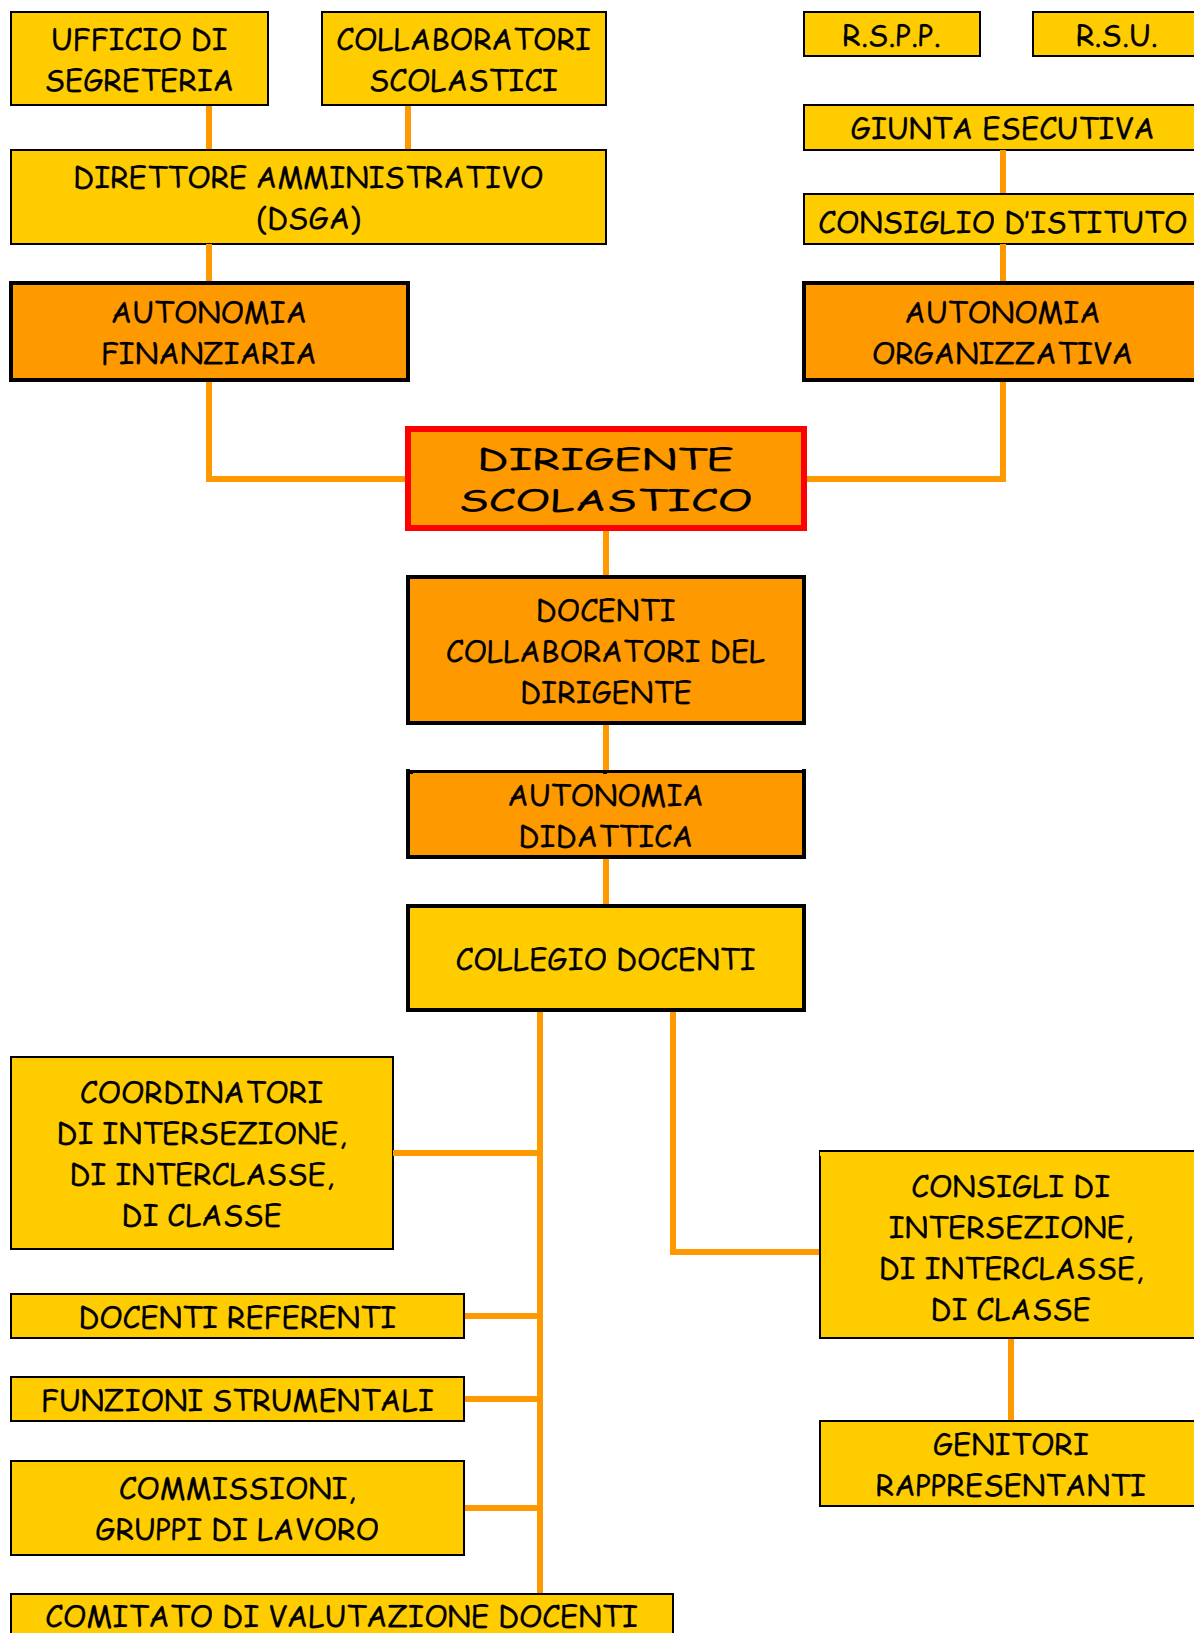 UFFICIO DI
SEGRETERIA
COLLABORATORI
SCOLASTICI
R.S.P.P.
R.S.U.
GIUNTA ESECUTIVA
DIRETTORE AMMINISTRATIVO
(DSGA)
CONSIGLIO D'ISTITUTO
AUTONOMIA
FINANZIARIA
AUTONOMIA
ORGANIZZATIVA
DIRIGENTE
SCOLASTICO
DOCENTI
COLLABORATORI DEL
DIRIGENTE
AUTONOMIA
DIDATTICA
COLLEGIO DOCENTI
COORDINATORI
DI INTERSEZIONE,
DI INTERCLASSE,
DI CLASSE
CONSIGLI DI
INTERSEZIONE,
DI INTERCLASSE,
DI CLASSE
DOCENTI REFERENTI
FUNZIONI STRUMENTALI
GENITORI
RAPPRESENTANTI
COMMISSIONI,
GRUPPI DI LAVORO
COMITATO DI VALUTAZIONE DOCENTI